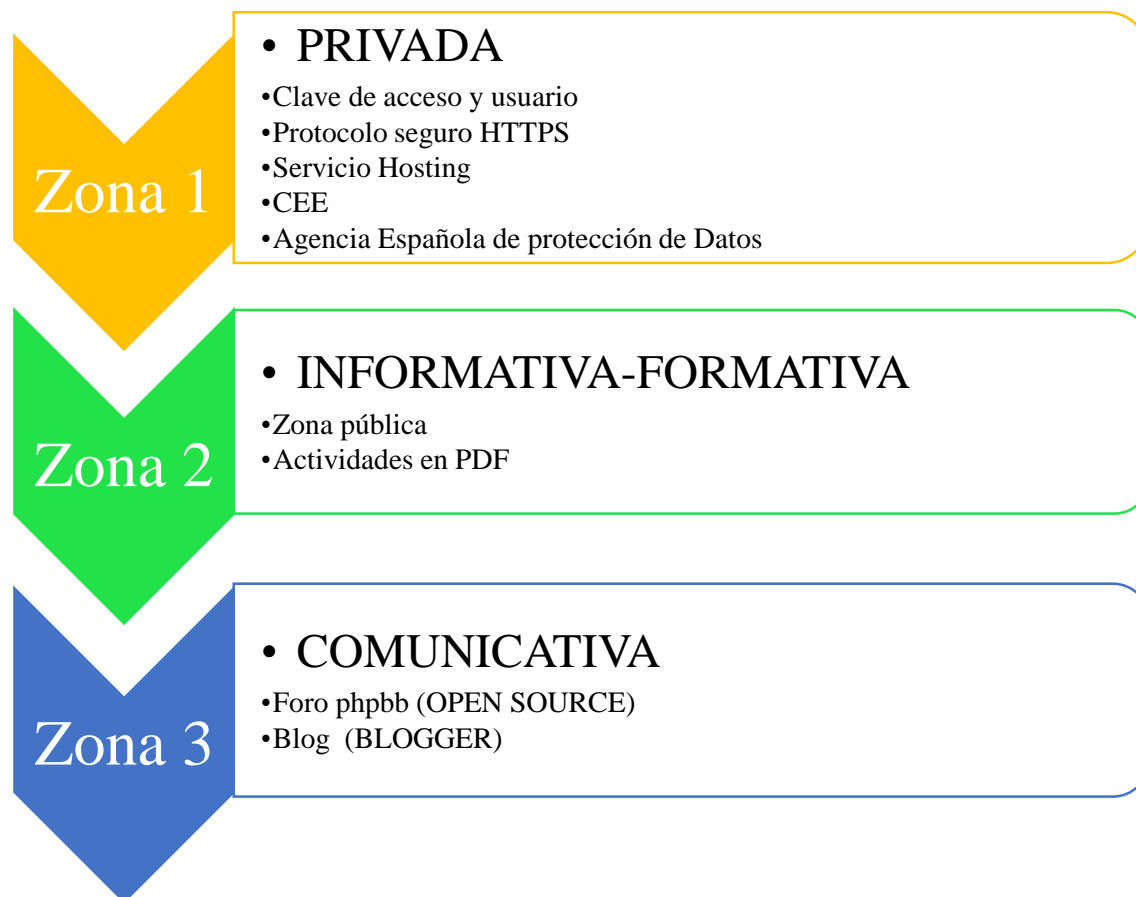 • PRIVADA
•Clave de acceso y usuario
•Protocolo seguro HTTPS
•Servicio Hosting
•CEE
•Agencia Española de protección de Datos
Zona 1
• INFORMATIVA-FORMATIVA
•Zona pública
•Actividades en PDF
Zona 2
• COMUNICATIVA
•Foro phpbb (OPEN SOURCE)
•Blog (BLOGGER)
Zona 3